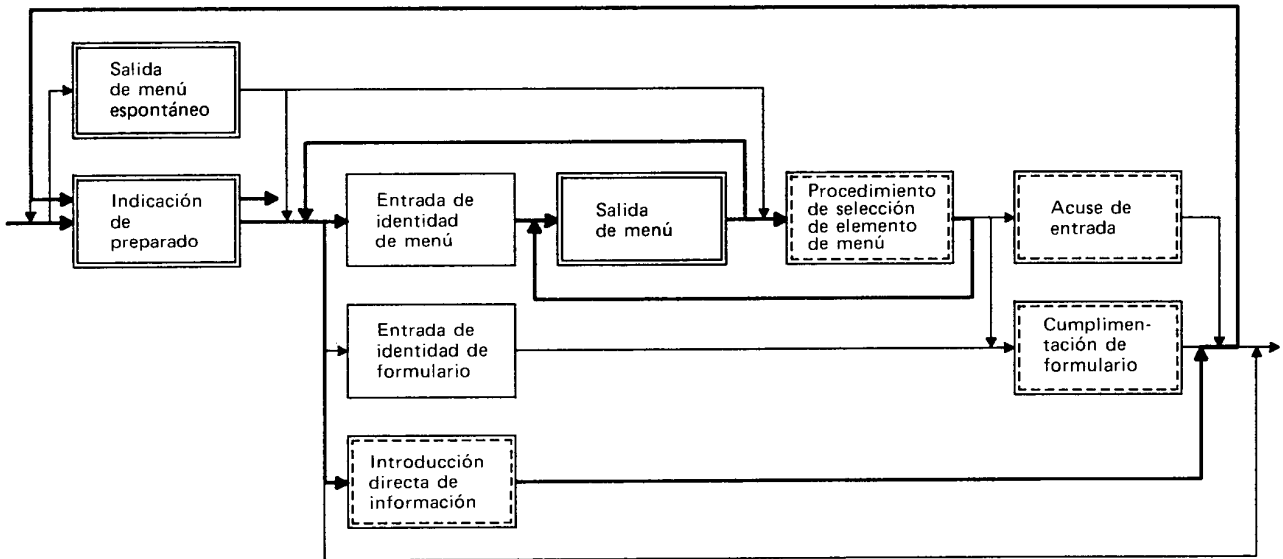 Salida
de menú
espontáneo
Indicación
de
preparado
Entrada de
identidad
de menú
Salida
de menú
Procedimiento
de selección
de elemento
de menú
Acuse de
entrada
Entrada de
identidad de
formulario
Cumplimen-
tación de
formulario
Introducción
directa de
información